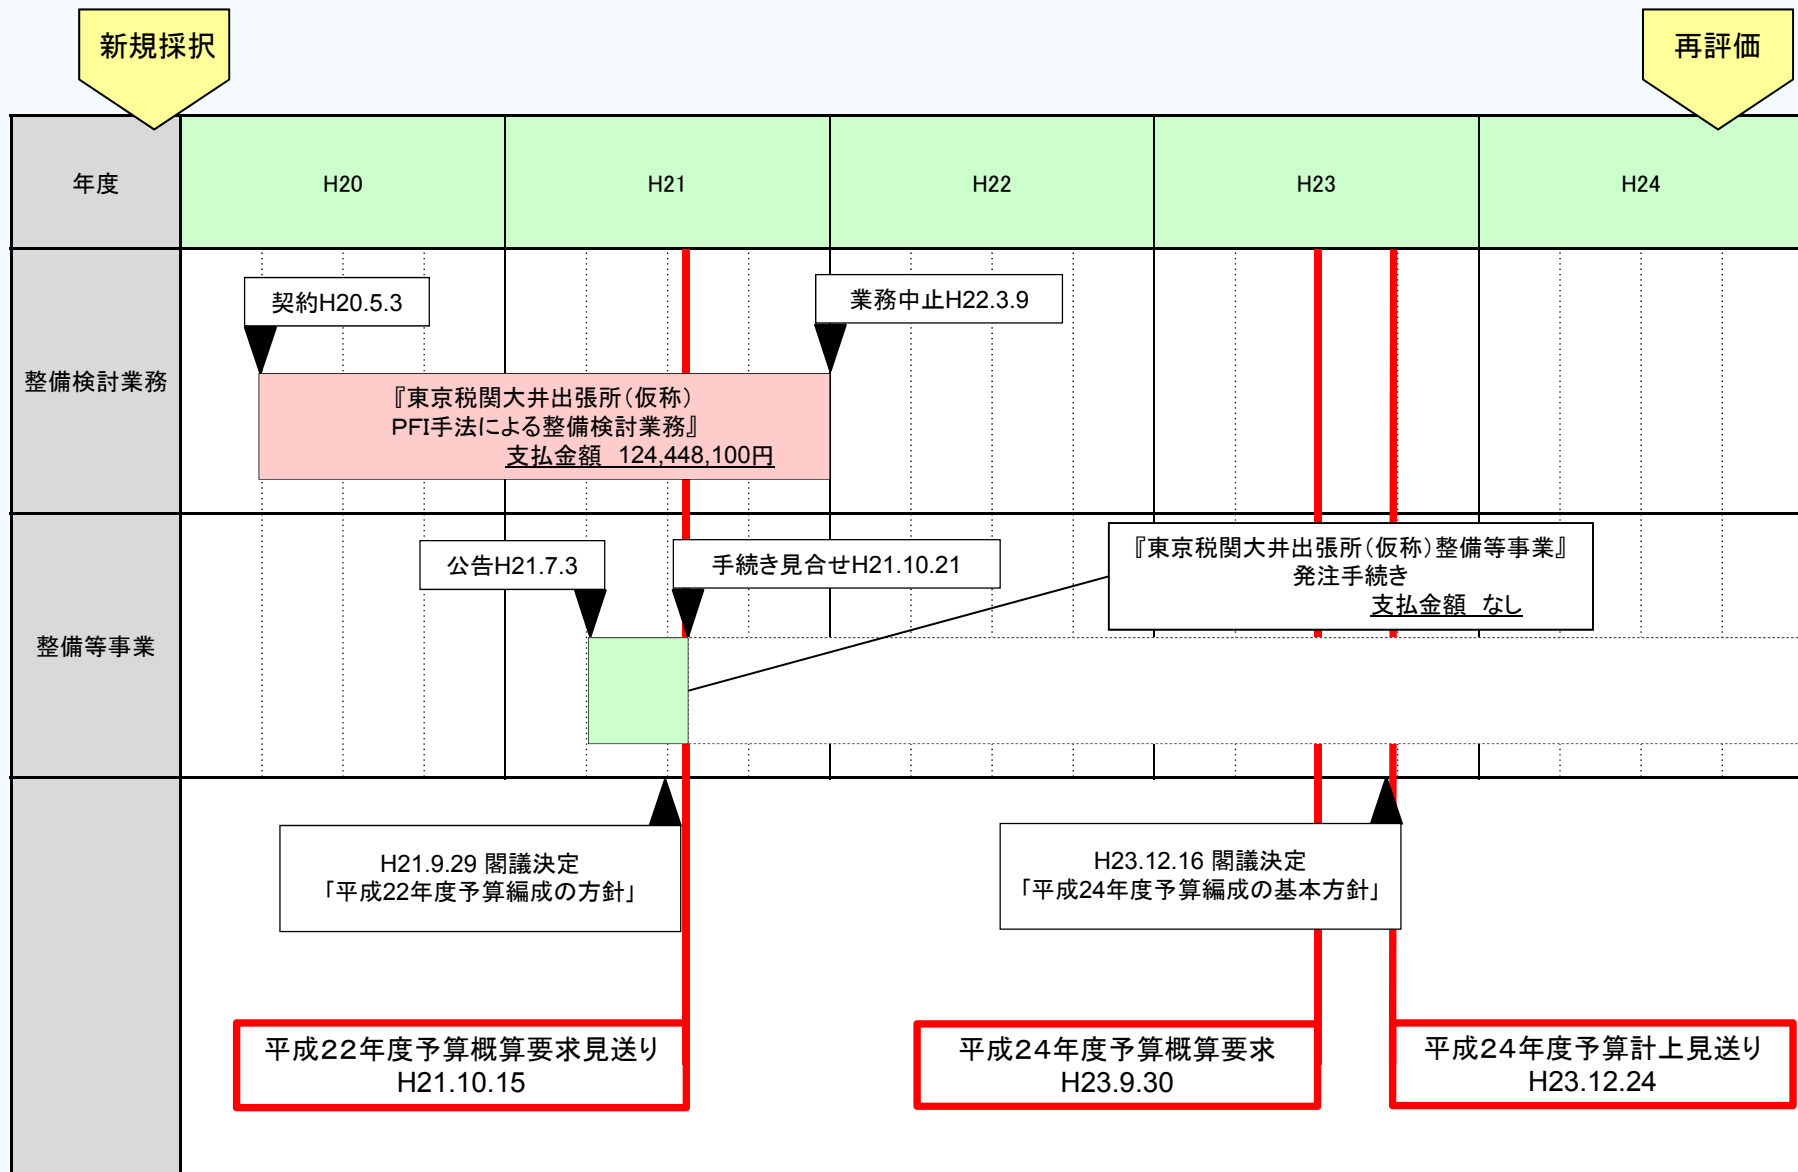 新規採択
再評価
年度
H20
H21
H22
H23
H24
整備検討業務
契約H20.5.3
業務中止H22.3.9
『東京税関大井出張所（仮称）
PFI手法による整備検討業務』
支払金額　124,448,100円
整備等事業
公告H21.7.3
手続き見合せH21.10.21
『東京税関大井出張所（仮称）整備等事業』
発注手続き
支払金額　なし
H21.9.29 閣議決定
「平成22年度予算編成の方針」
H23.12.16 閣議決定
「平成24年度予算編成の基本方針」
平成２２年度予算概算要求見送り
H21.10.15
平成２４年度予算概算要求
H23.9.30
平成２４年度予算計上見送り
H23.12.24